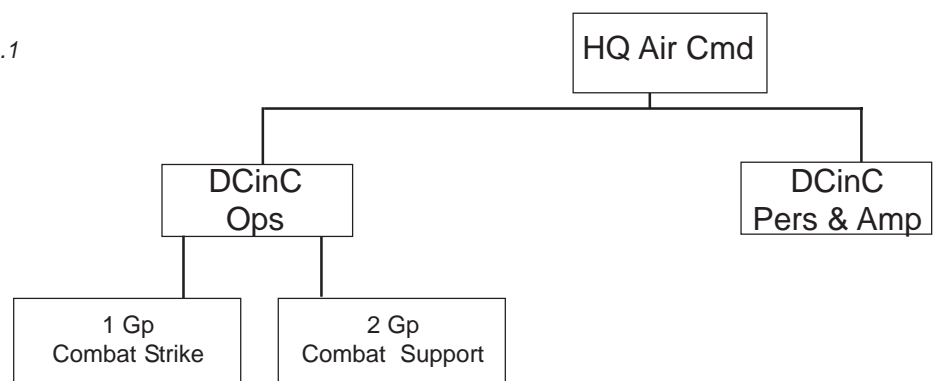 .1
HQ Air Cmd
DCinC
Ops
DCinC
Pers & Amp
1 Gp
Combat Strike
2 Gp
Combat Support